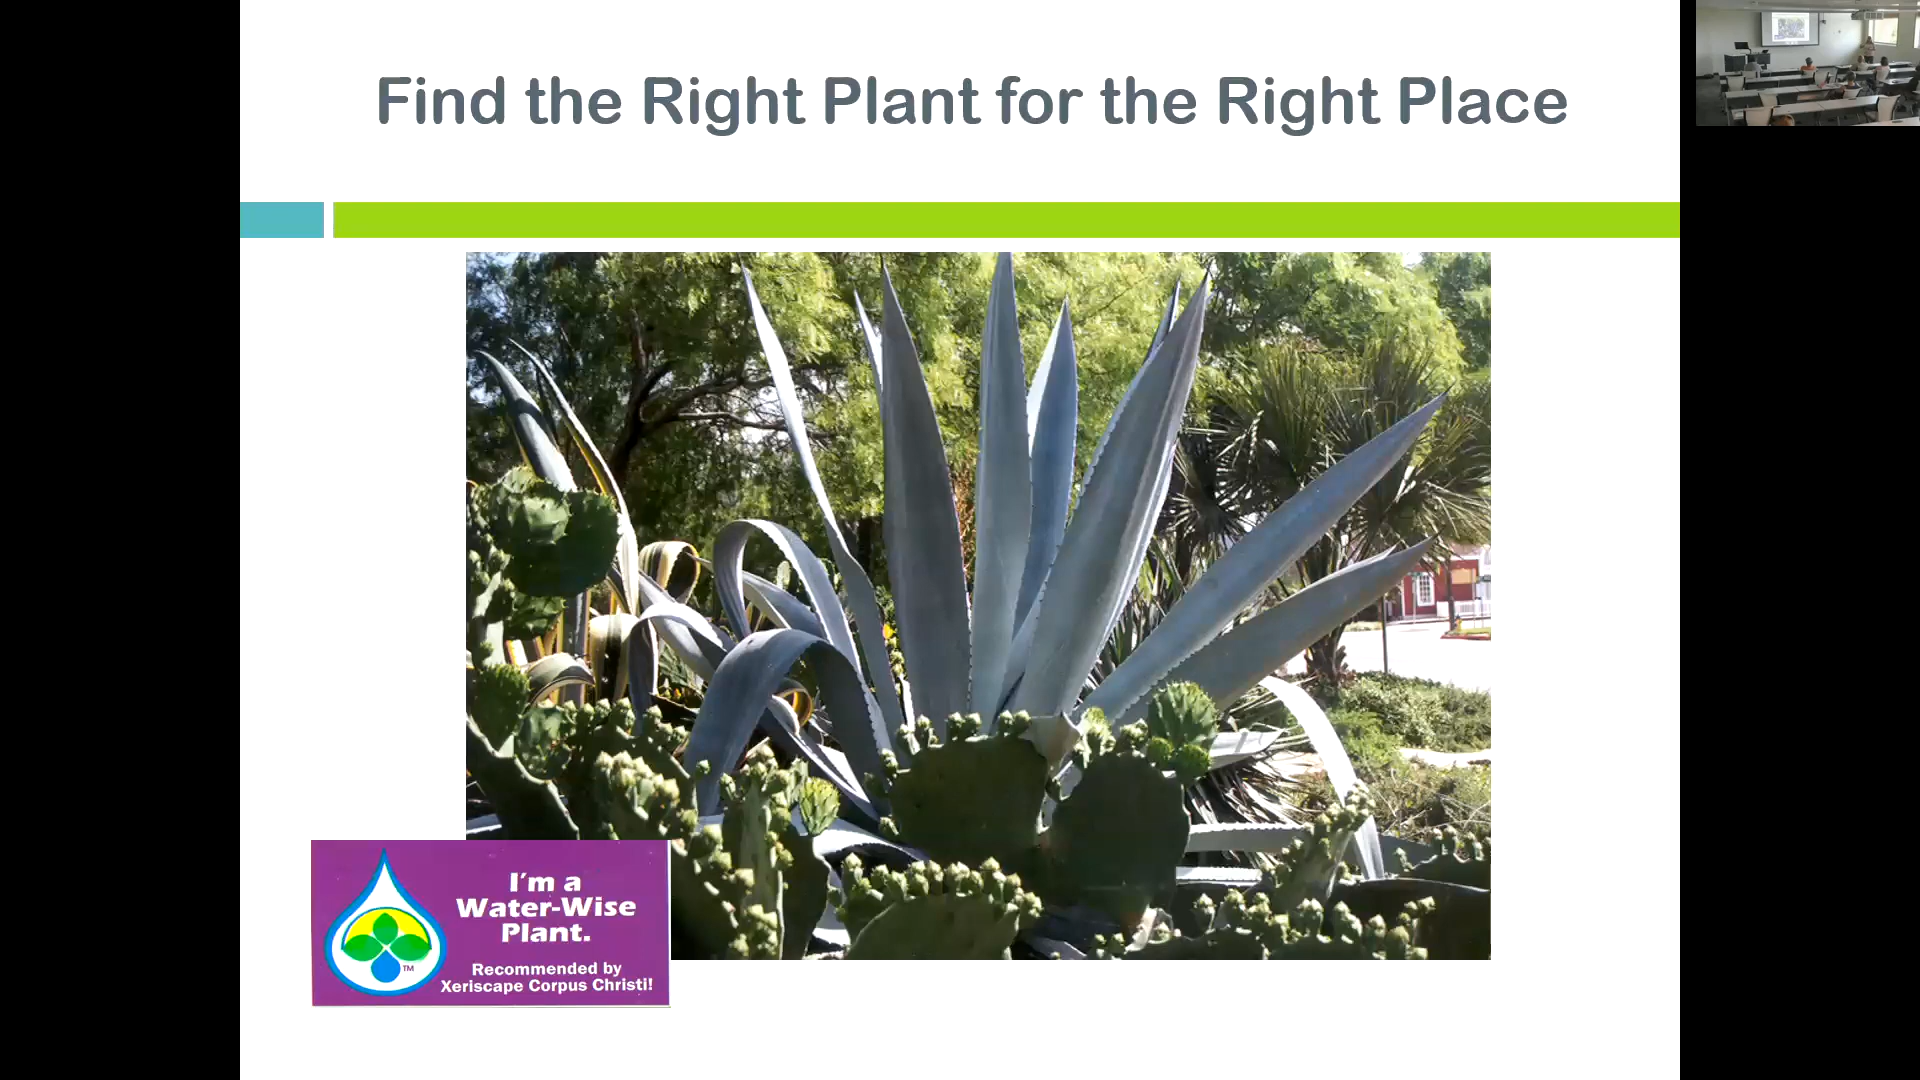 Find the Right Plant for the Right Place
I'm a
Water-Wise
Plant.
TM
Recommended by
Xeriscape Corpus Christi!